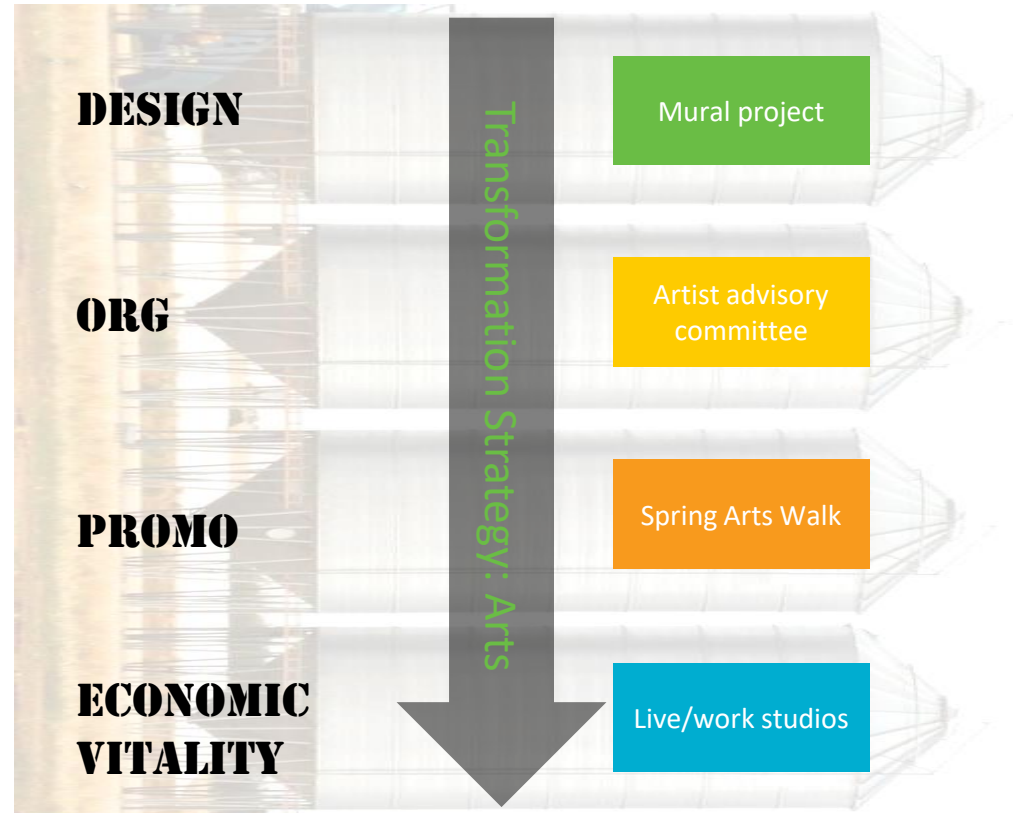 DESIGN
Mural project
Transformation Strategy: Arts
ORG
Artist advisory
committee
PROMO
Spring Arts Walk
ECONOMIC
VITALITY
Live/work studios